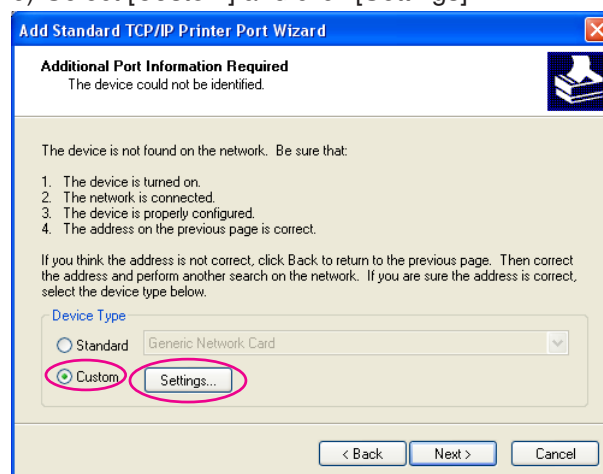 Add Standard TCP/IP Printer Port Wizard
Additional Port Information Required
The device could not be identified.
The device is not found on the network. Be sure that:
1. The device is turned on.
2. The network is connected.
3. The device is properly configured.
4. The address on the previous page is correct.
If you think the address is not correct, click Back to return to the previous page. Then correct
the address and perform another search on the network. If you are sure the address is correct,
select the device type below.
Device Type
Standard Generic Network Card
Custom Settings...
< Back Next > Cancel